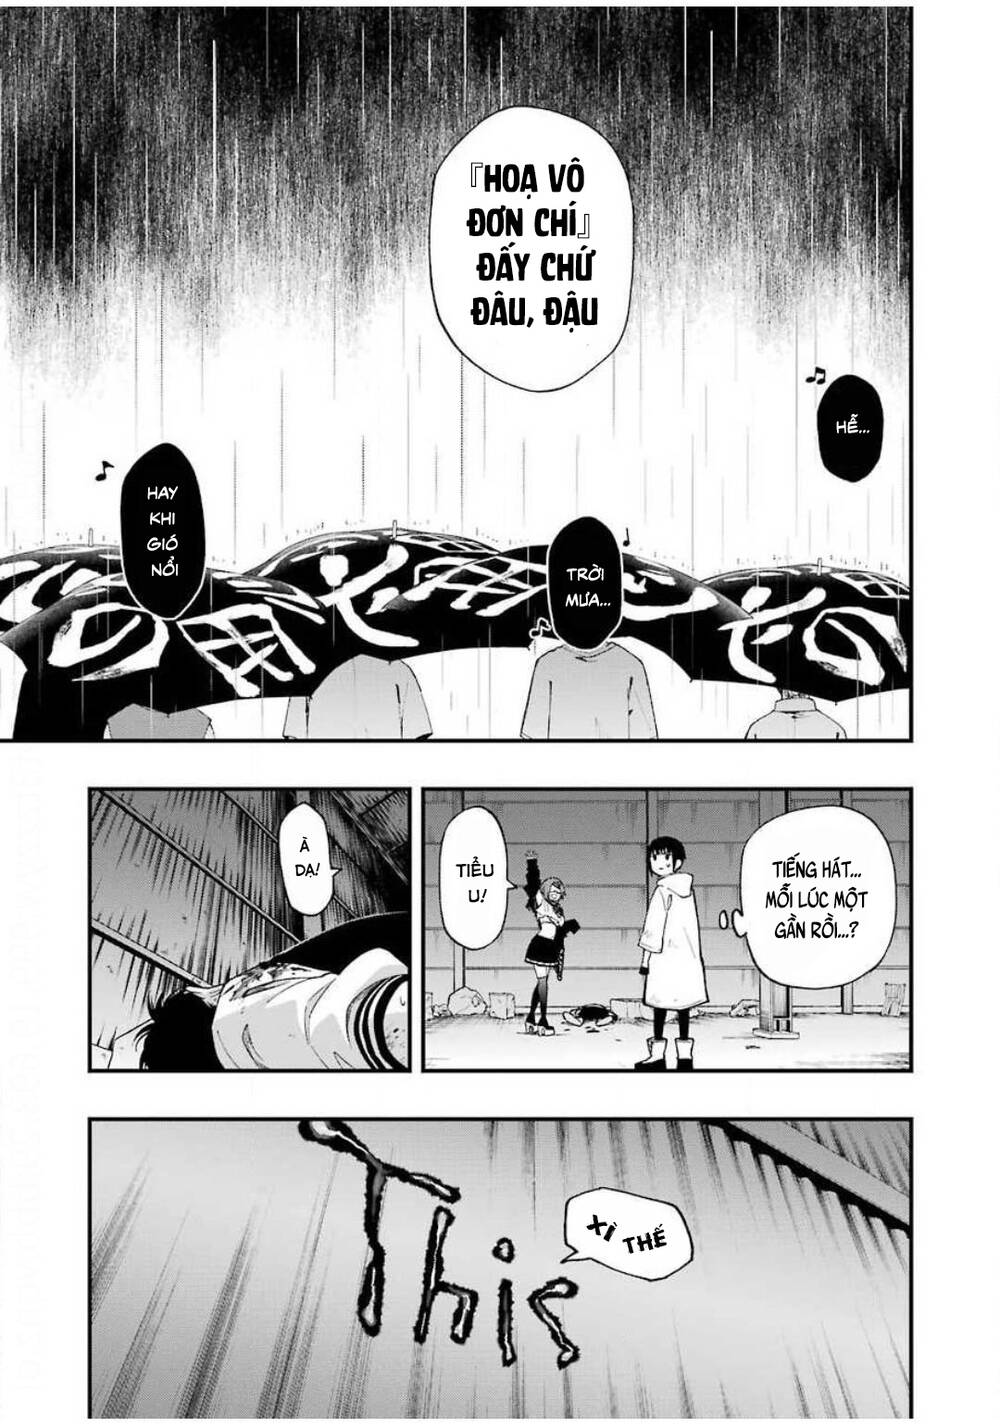 『HOẠ VÔ
ĐƠN CHÍ』
ĐẤY CHỨ
ĐÂU, ĐẬU
HỄ...
TRỜI
MƯA...
HAY
KHI
GIÓ
NỔI
TIẾNG HÁT...
MỖI LÚC MỘT
GẦN RỒI...?
TIỂU
U!
À
DẠ!
This
XÌ THẾ